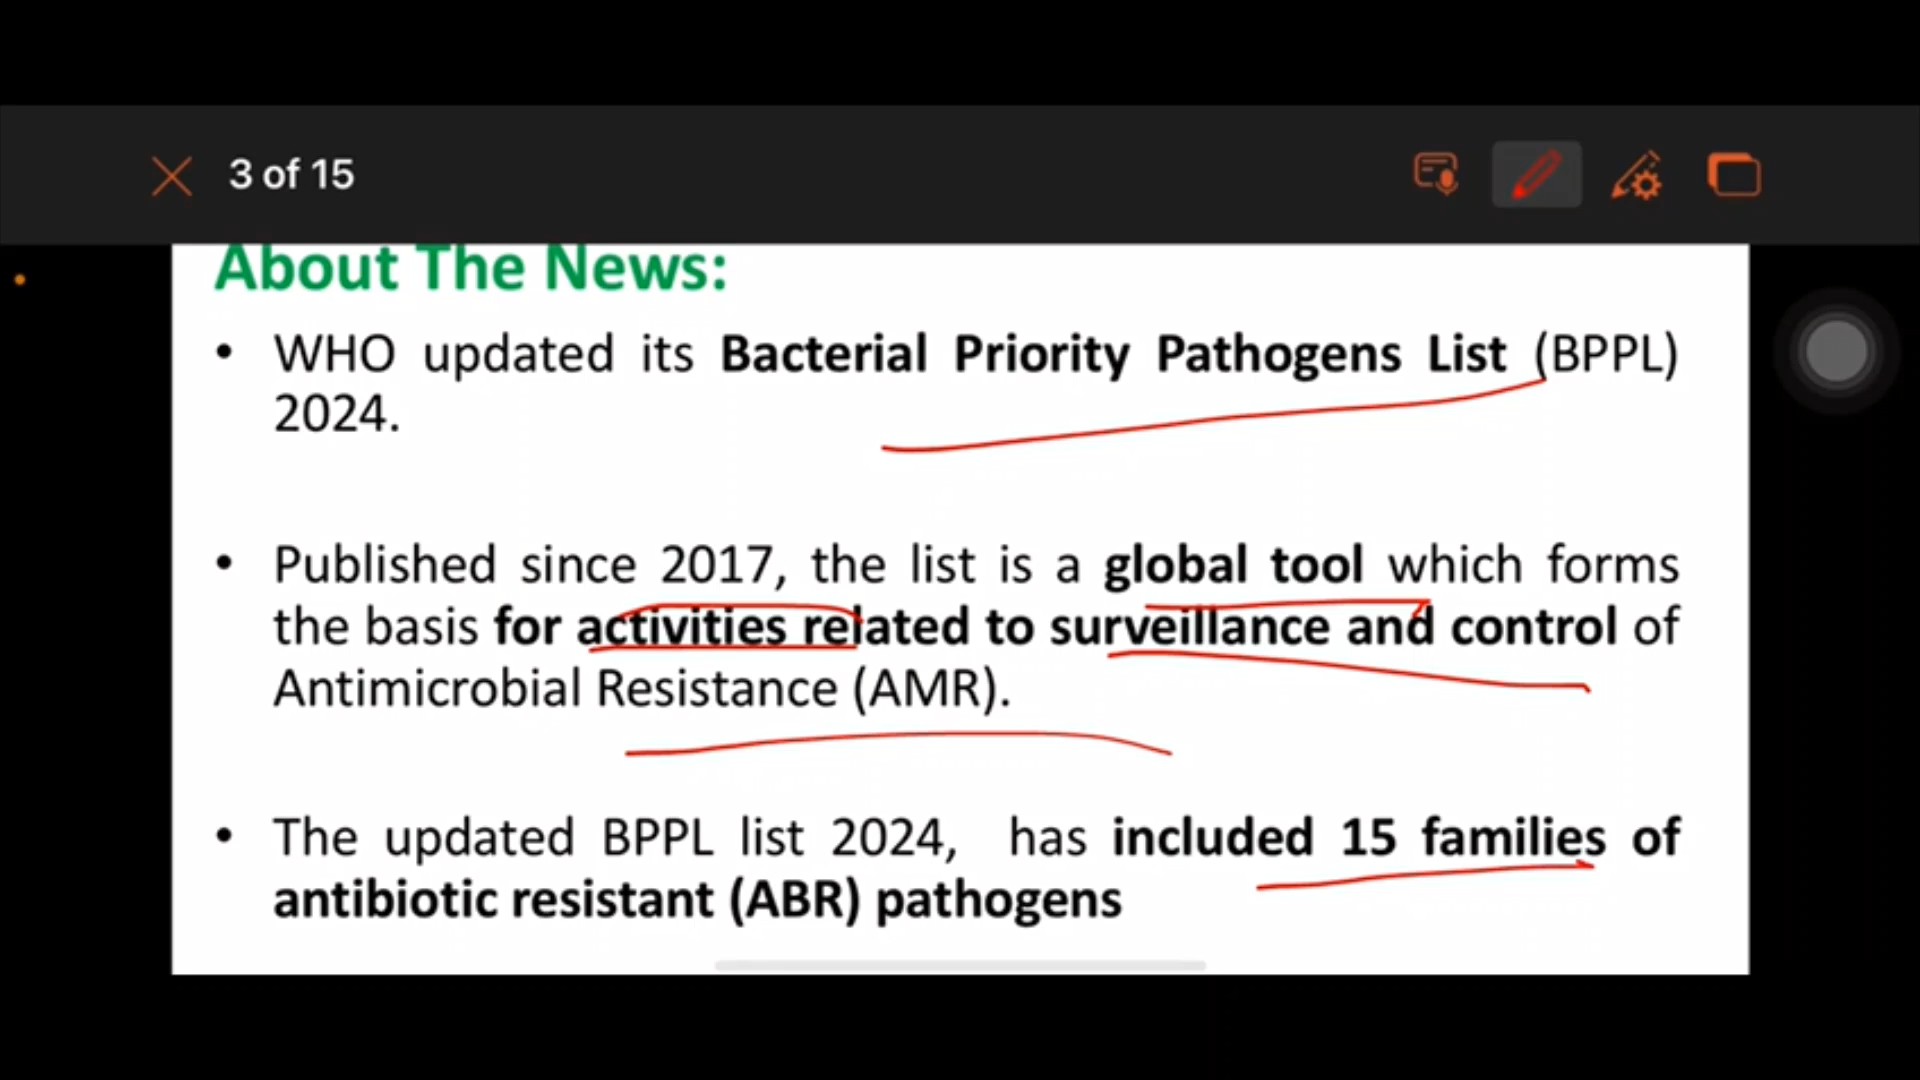 3 of 15
About The News:
• WHO updated its Bacterial Priority Pathogens List (BPPL)
2024.
• Published since 2017, the list is a global tool which forms
the basis for activities related to surveillance and control of
Antimicrobial Resistance (AMR).
• The updated BPPL list 2024, has included 15 families of
antibiotic resistant (ABR) pathogens